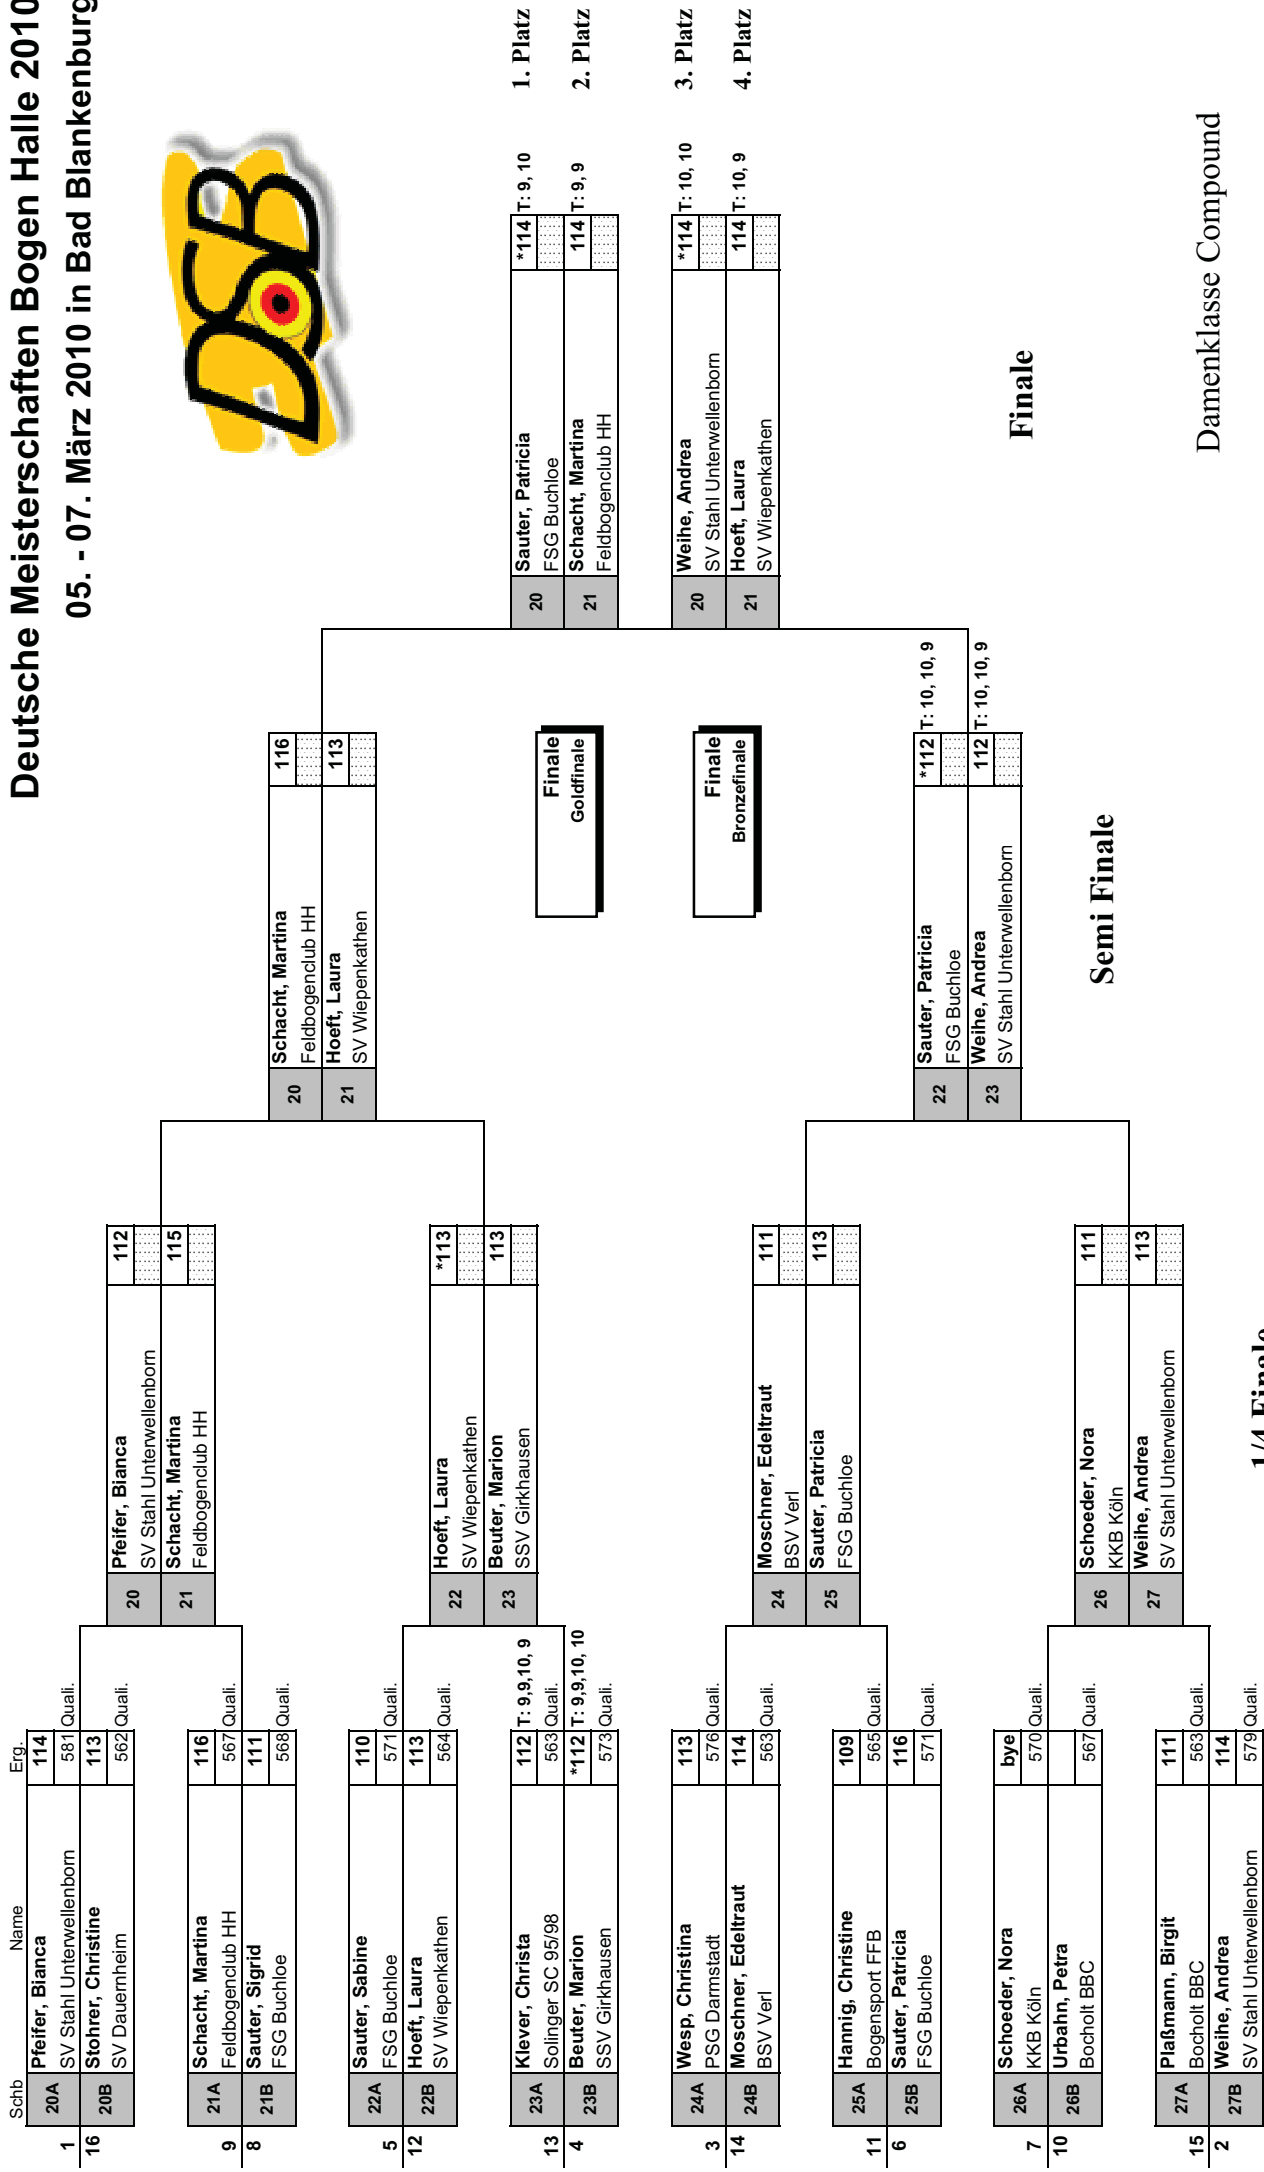 Deutsche Meisterschaften Bogen Halle 2010
05. - 07. März 2010 in Bad Blankenburg
DSB
Schb Name Erg.
1 20A Pfeifer, Bianca 114
SV Stahl Unterwellenborn 581 Quali.
16 20B Stohrer, Christine 113
SV Dauernheim 562 Quali.
9 21A Schacht, Martina 116
Feldbogenclub HH 567 Quali.
8 21B Sauter, Sigrid 111
FSG Buchloe 568 Quali.
5 22A Sauter, Sabine 110
FSG Buchloe 571 Quali.
12 22B Hoeft, Laura 113
SV Wiepenkathen 564 Quali.
13 23A Klever, Christa 112 T: 9,9,10, 9
Solinger SC 95/98 563 Quali.
4 23B Beuter, Marion *112 T: 9,9,10, 10
SSV Girkhausen 573 Quali.
3 24A Wesp, Christina 113
PSG Darmstadt 576 Quali.
14 24B Moschner, Edeltraut 114
BSV Verl 563 Quali.
11 25A Hannig, Christine 109
Bogensport FFB 565 Quali.
6 25B Sauter, Patricia 116
FSG Buchloe 571 Quali.
7 26A Schoeder, Nora bye
KKB Köln 570 Quali.
10 26B Urbahn, Petra
Bocholt BBC 567 Quali.
15 27A Plaßmann, Birgit 111
Bocholt BBC 563 Quali.
2 27B Weihe, Andrea 114
SV Stahl Unterwellenborn 579 Quali.
20 Pfeifer, Bianca 112
SV Stahl Unterwellenborn
21 Schacht, Martina 115
Feldbogenclub HH
22 Hoeft, Laura *113
SV Wiepenkathen
23 Beuter, Marion 113
SSV Girkhausen
24 Moschner, Edeltraut 111
BSV Verl
25 Sauter, Patricia 113
FSG Buchloe
26 Schoeder, Nora 111
KKB Köln
27 Weihe, Andrea 113
SV Stahl Unterwellenborn
1/4 Finale
20 Schacht, Martina 116
Feldbogenclub HH
21 Hoeft, Laura 113
SV Wiepenkathen
Finale
Goldfinale
Finale
Bronzefinale
22 Sauter, Patricia *112 T: 10, 10, 9
FSG Buchloe
23 Weihe, Andrea 112 T: 10, 10, 9
SV Stahl Unterwellenborn
Semi Finale
20 Sauter, Patricia *114 T: 9, 10 1. Platz
FSG Buchloe
21 Schacht, Martina 114 T: 9, 9 2. Platz
Feldbogenclub HH
20 Weihe, Andrea *114 T: 10, 10 3. Platz
SV Stahl Unterwellenborn
21 Hoeft, Laura 114 T: 10, 9 4. Platz
SV Wiepenkathen
Finale
Damenklasse Compound